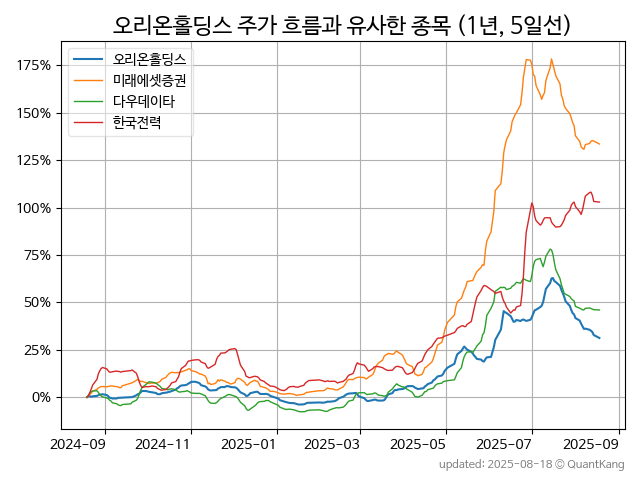 오리온홀딩스 주가 흐름과 유사한 종목 (1년, 5일선)
오리온홀딩스
미래에셋증권
다우데이타
한국전력
175%
150%
125%
100%
75%
50%
25%
0%
2024-09 2024-11 2025-01 2025-03 2025-05 2025-07 2025-09
updated: 2025-08-18 © QuantKang